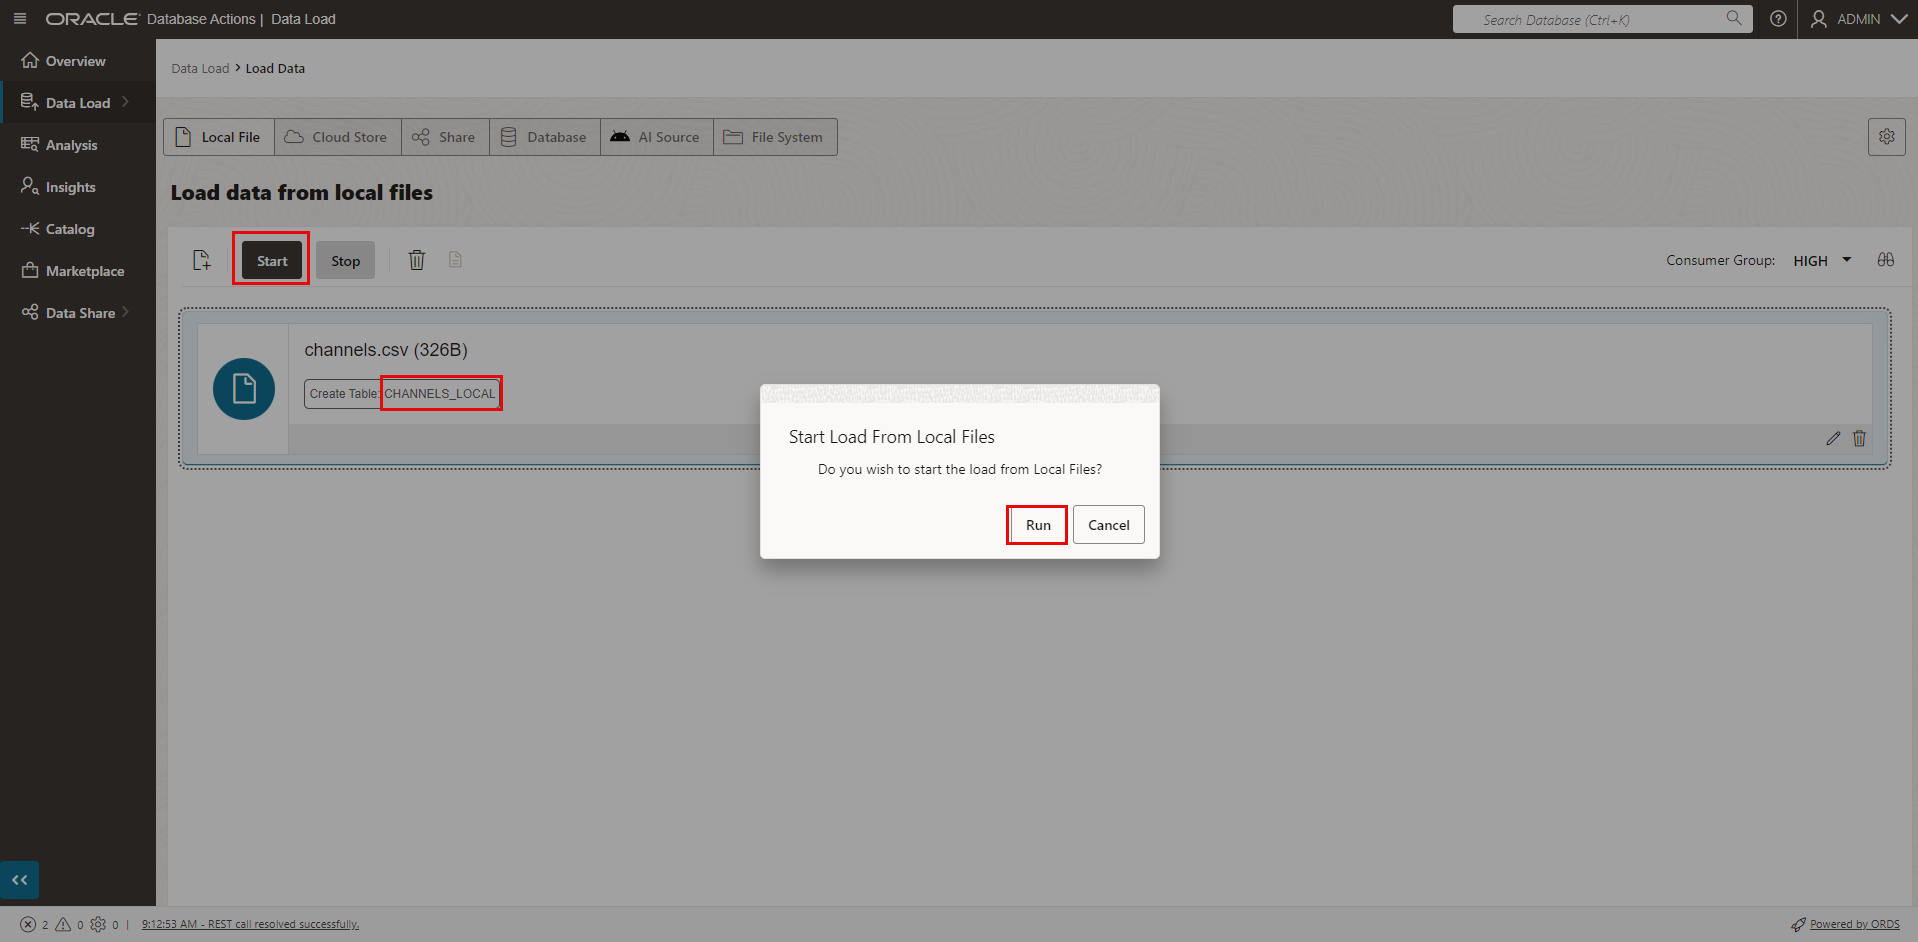 ORACLE Database Actions | Data Load
Search Database (Ctrl+K)
ADMIN
Overview
Data Load
Analysis
Insights
Catalog
Marketplace
Data Share
Data Load > Load Data
Local File
Cloud Store
Share
Database
AI Source
File System
Load data from local files
Start
Stop
Consumer Group: HIGH
channels.csv (326B)
Create Table: CHANNELS_LOCAL
Start Load From Local Files
Do you wish to start the load from Local Files?
Run
Cancel
2 0 0 | 9:12:53 AM - REST call resolved successfully.
Powered by ORDS